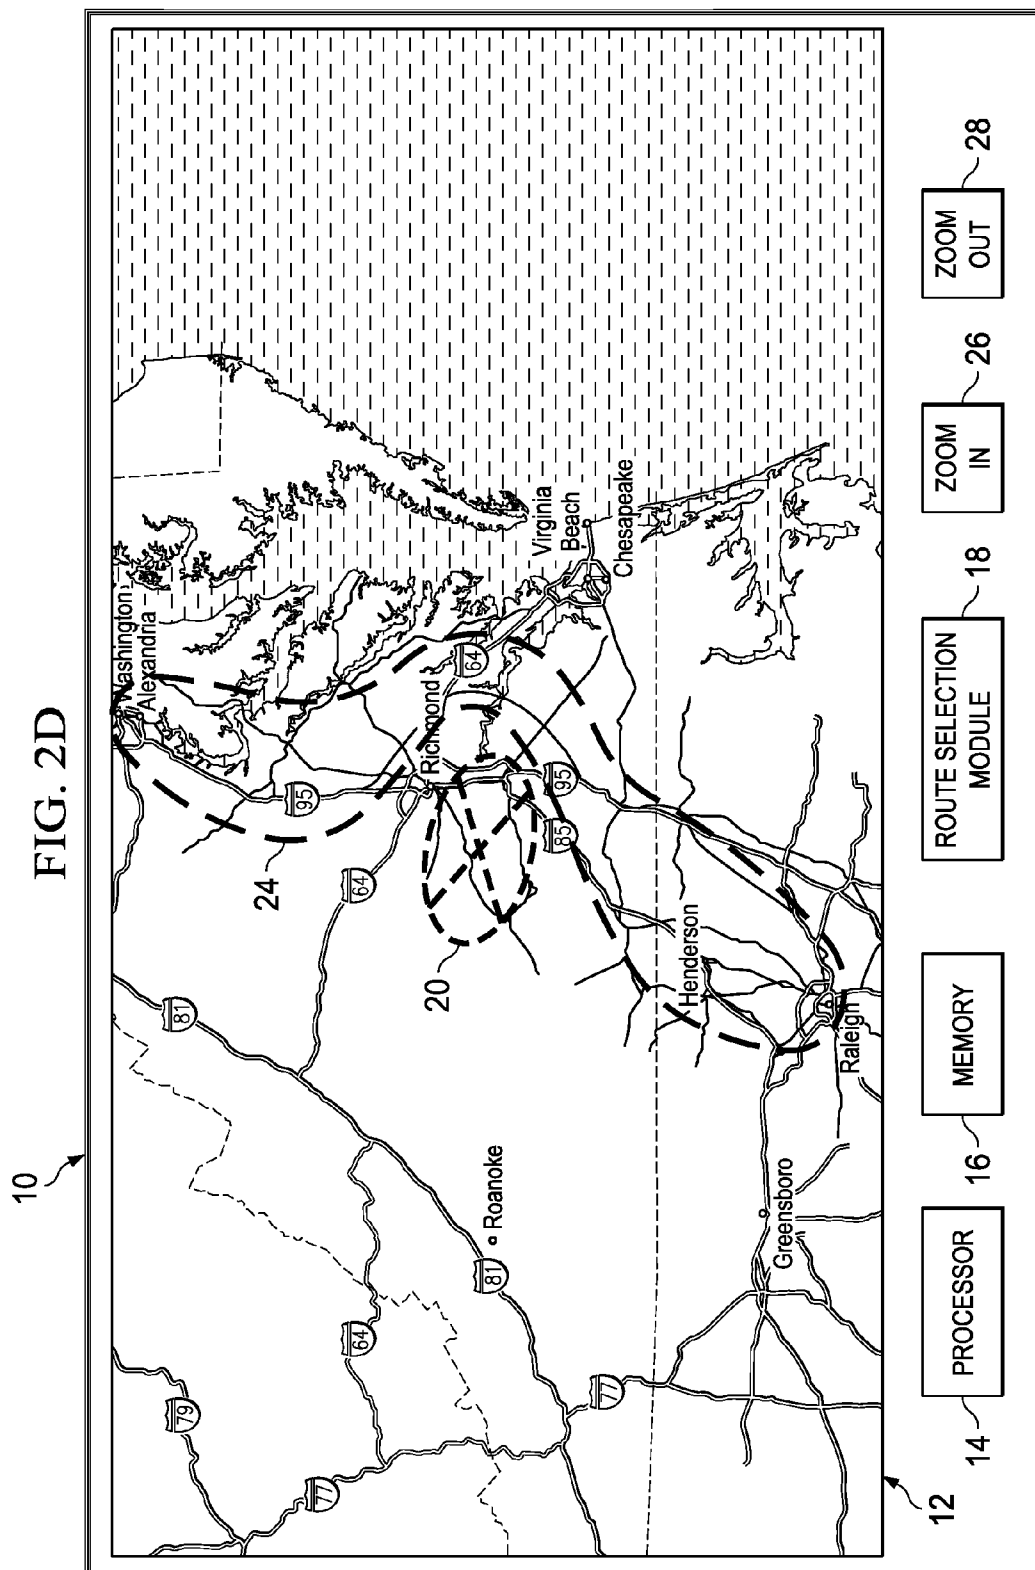 FIG. 2D
10
Washington
Alexandria
24
95
64
Richmond
64
Virginia
Beach
Chesapeake
95
85
20
81
Henderson
Raleigh
Roanoke
81
64
79
77
77
Greensboro
12
14
PROCESSOR
16
MEMORY
ROUTE SELECTION
MODULE
18
ZOOM
IN
26
ZOOM
OUT
28